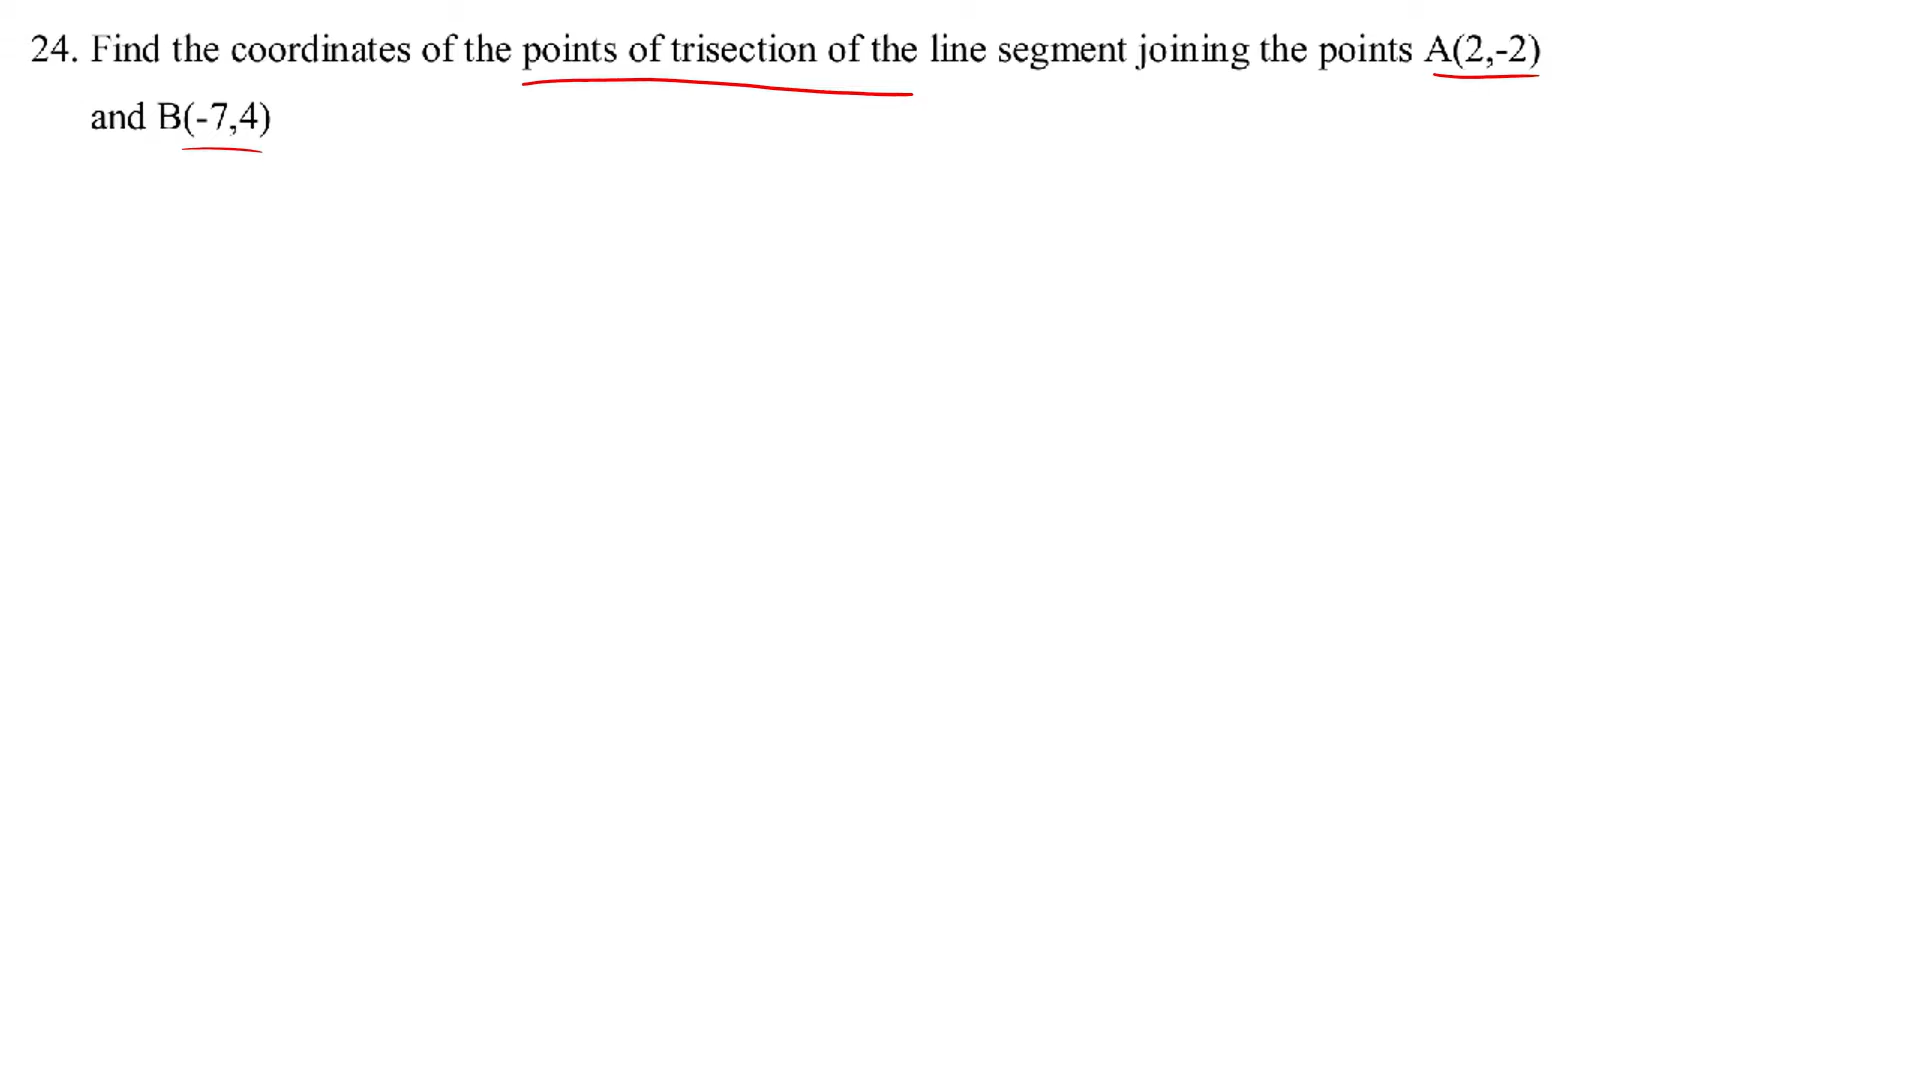 24. Find the coordinates of the points of trisection of the line segment joining the points A(2,-2)
and B(-7,4)